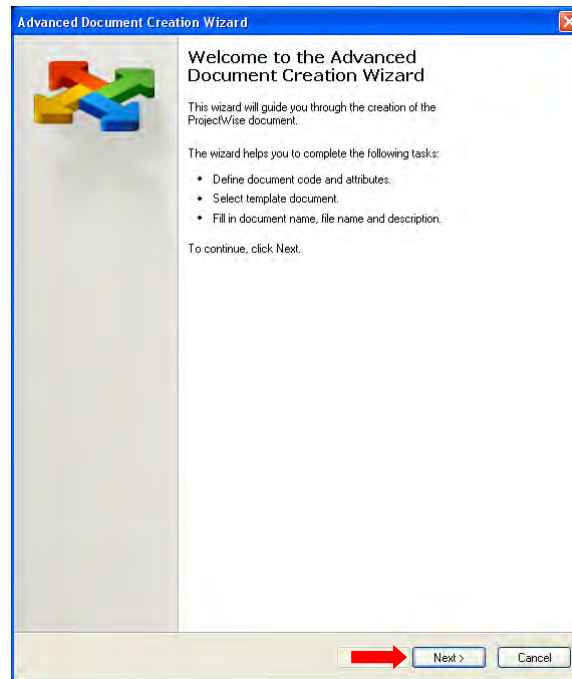 Advanced Document Creation Wizard
Welcome to the Advanced
Document Creation Wizard
This wizard will guide you through the creation of the
ProjectWise document.
The wizard helps you to complete the following tasks:
• Define document code and attributes.
• Select template document.
• Fill in document name, file name and description.
To continue, click Next.
Next >
Cancel